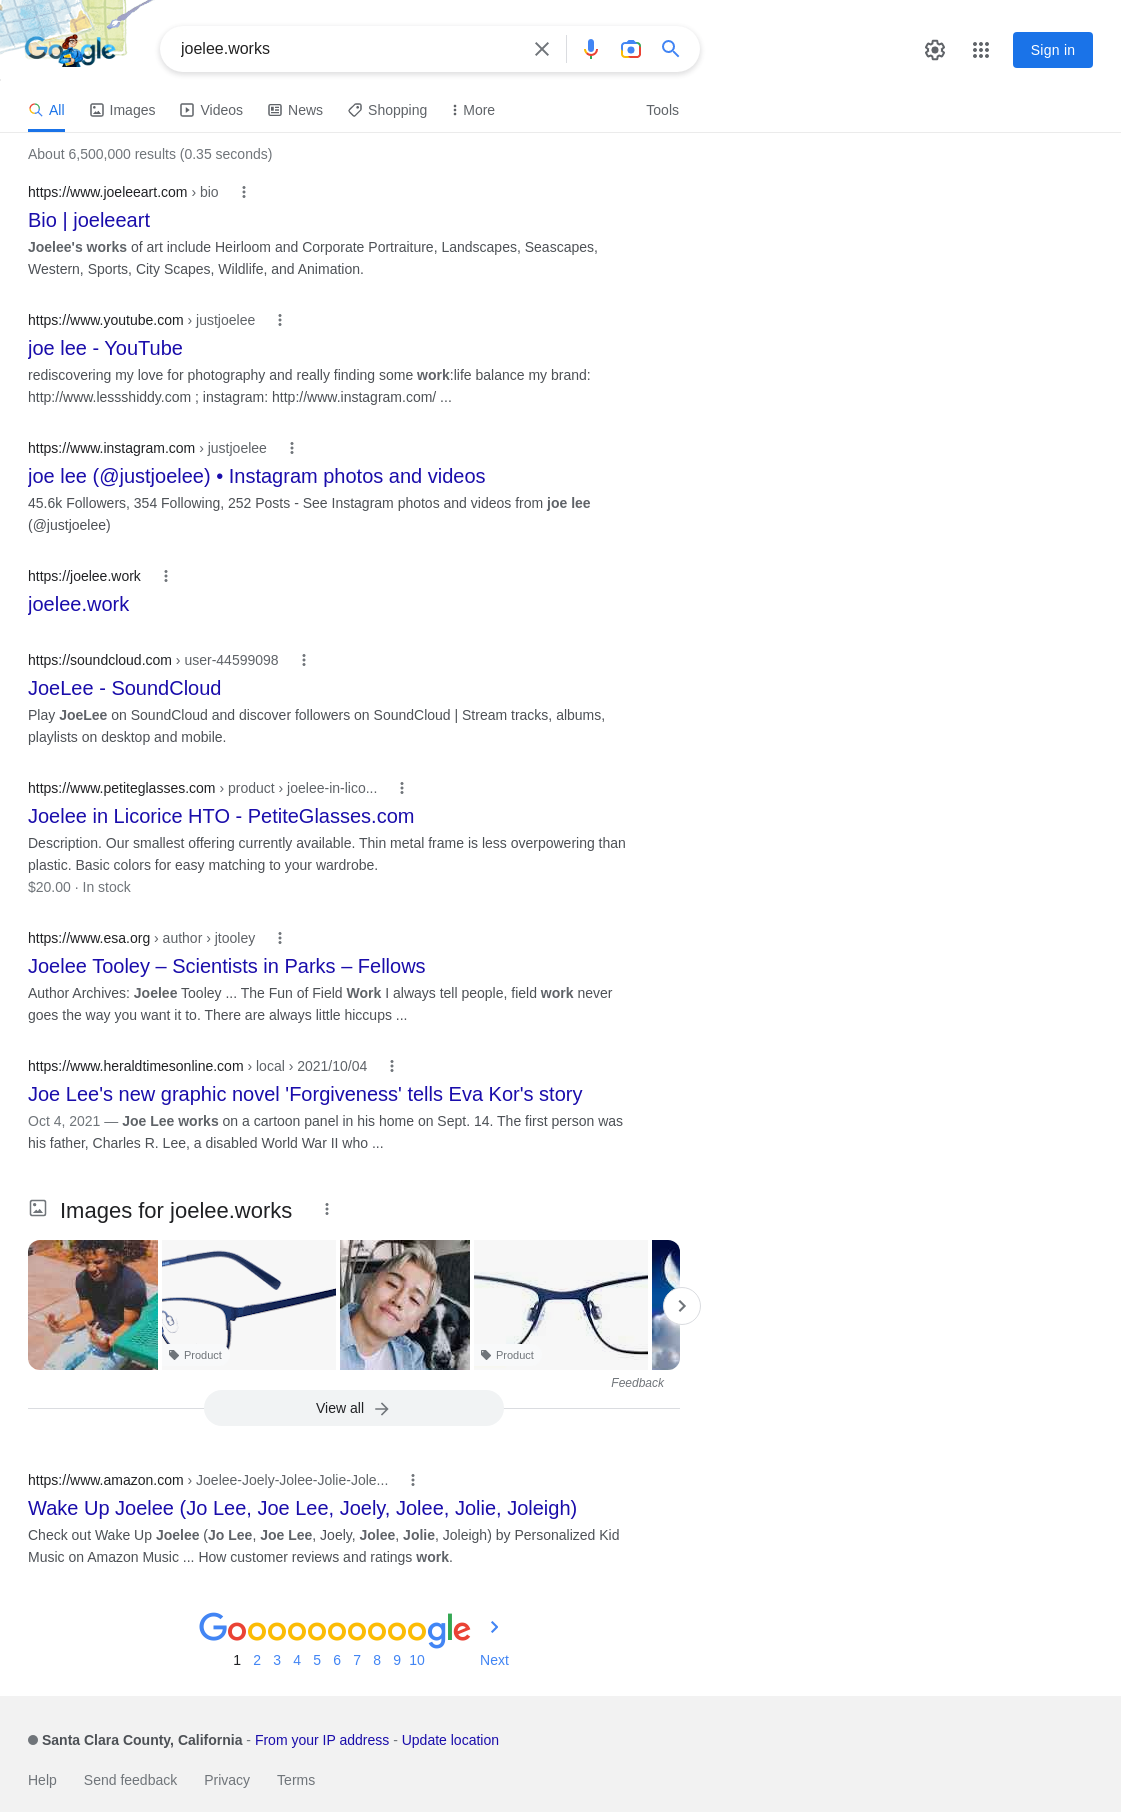 Google
joelee.works
Sign in
All Images Videos News Shopping More Tools
About 6,500,000 results (0.35 seconds)
https://www.joeleeart.com › bio
Bio | joeleeart
Joelee's works of art include Heirloom and Corporate Portraiture, Landscapes, Seascapes,
Western, Sports, City Scapes, Wildlife, and Animation.
https://www.youtube.com › justjoelee
joe lee - YouTube
rediscovering my love for photography and really finding some work:life balance my brand:
http://www.lessshiddy.com ; instagram: http://www.instagram.com/ ...
https://www.instagram.com › justjoelee
joe lee (@justjoelee) • Instagram photos and videos
45.6k Followers, 354 Following, 252 Posts - See Instagram photos and videos from joe lee
(@justjoelee)
https://joelee.work
joelee.work
https://soundcloud.com › user-44599098
JoeLee - SoundCloud
Play JoeLee on SoundCloud and discover followers on SoundCloud | Stream tracks, albums,
playlists on desktop and mobile.
https://www.petiteglasses.com › product › joelee-in-lico...
Joelee in Licorice HTO - PetiteGlasses.com
Description. Our smallest offering currently available. Thin metal frame is less overpowering than
plastic. Basic colors for easy matching to your wardrobe.
$20.00 · In stock
https://www.esa.org › author › jtooley
Joelee Tooley – Scientists in Parks – Fellows
Author Archives: Joelee Tooley ... The Fun of Field Work I always tell people, field work never
goes the way you want it to. There are always little hiccups ...
https://www.heraldtimesonline.com › local › 2021/10/04
Joe Lee's new graphic novel 'Forgiveness' tells Eva Kor's story
Oct 4, 2021 — Joe Lee works on a cartoon panel in his home on Sept. 14. The first person was
his father, Charles R. Lee, a disabled World War II who ...
Images for joelee.works
Product
Product
Feedback
View all
https://www.amazon.com › Joelee-Joely-Jolee-Jolie-Jole...
Wake Up Joelee (Jo Lee, Joe Lee, Joely, Jolee, Jolie, Joleigh)
Check out Wake Up Joelee (Jo Lee, Joe Lee, Joely, Jolee, Jolie, Joleigh) by Personalized Kid
Music on Amazon Music ... How customer reviews and ratings work.
Goooooooooogle
1 2 3 4 5 6 7 8 9 10 Next
Santa Clara County, California - From your IP address - Update location
Help Send feedback Privacy Terms